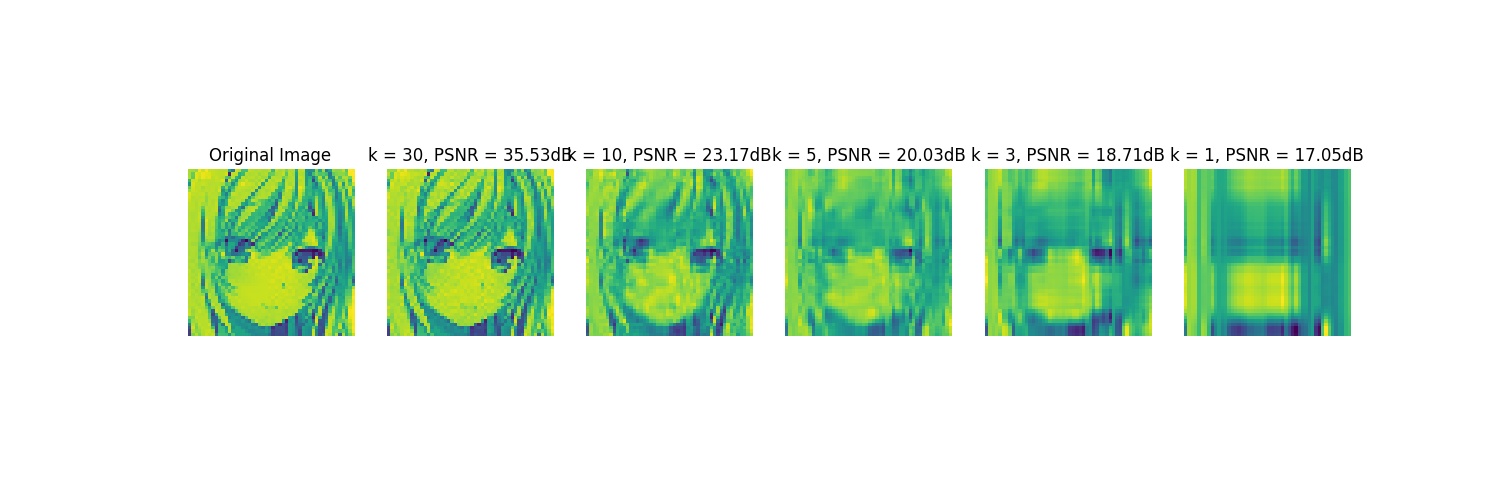 Original Image
k = 30, PSNR = 35.53dB
k = 10, PSNR = 23.17dB
k = 5, PSNR = 20.03dB
k = 3, PSNR = 18.71dB
k = 1, PSNR = 17.05dB